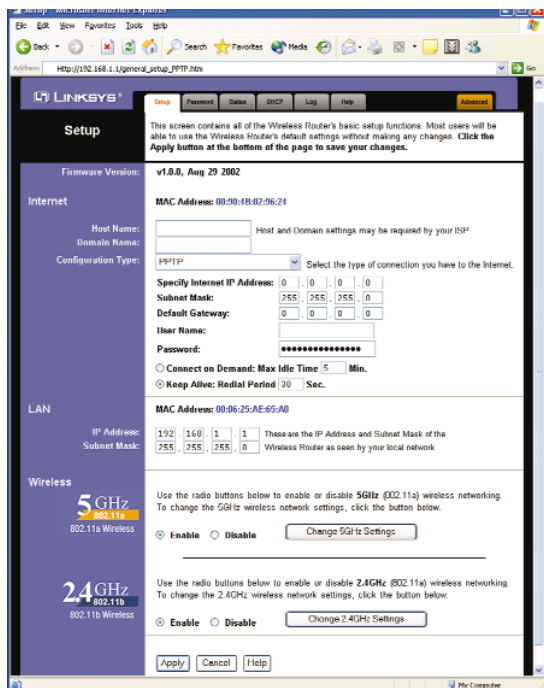 Setup - Microsoft Internet Explorer
File Edit View Favorites Tools Help
Back Search Favorites Media
Address http://192.168.1.1/general_setup_PPTP.htm Go
LINKSYS®
Setup Password Status DHCP Log Help Advanced
Setup
This screen contains all of the Wireless Router's basic setup functions. Most users will be
able to use the Wireless Router's default settings without making any changes. Click the
Apply button at the bottom of the page to save your changes.
Firmware Version: v1.0.0, Aug 29 2002
Internet MAC Address: 00:90:4B:02:96:24
Host Name: Host and Domain settings may be required by your ISP.
Domain Name:
Configuration Type: PPTP Select the type of connection you have to the Internet.
Specify Internet IP Address: 0 . 0 . 0 . 0
Subnet Mask: 255 . 255 . 255 . 0
Default Gateway: 0 . 0 . 0 . 0
User Name:
Password: •••••••••••••••
Connect on Demand: Max Idle Time 5 Min.
Keep Alive: Redial Period 30 Sec.
LAN MAC Address: 00:06:25:AE:65:A0
IP Address: 192 . 168 . 1 . 1 These are the IP Address and Subnet Mask of the
Subnet Mask: 255 . 255 . 255 . 0 Wireless Router as seen by your local network.
Wireless
5 GHz
802.11a
802.11a Wireless
Use the radio buttons below to enable or disable 5GHz (802.11a) wireless networking.
To change the 5GHz wireless network settings, click the button below.
Enable Disable Change 5GHz Settings
2.4 GHz
802.11b
802.11b Wireless
Use the radio buttons below to enable or disable 2.4GHz (802.11a) wireless networking.
To change the 2.4GHz wireless network settings, click the button below.
Enable Disable Change 2.4GHz Settings
Apply Cancel Help
My Computer